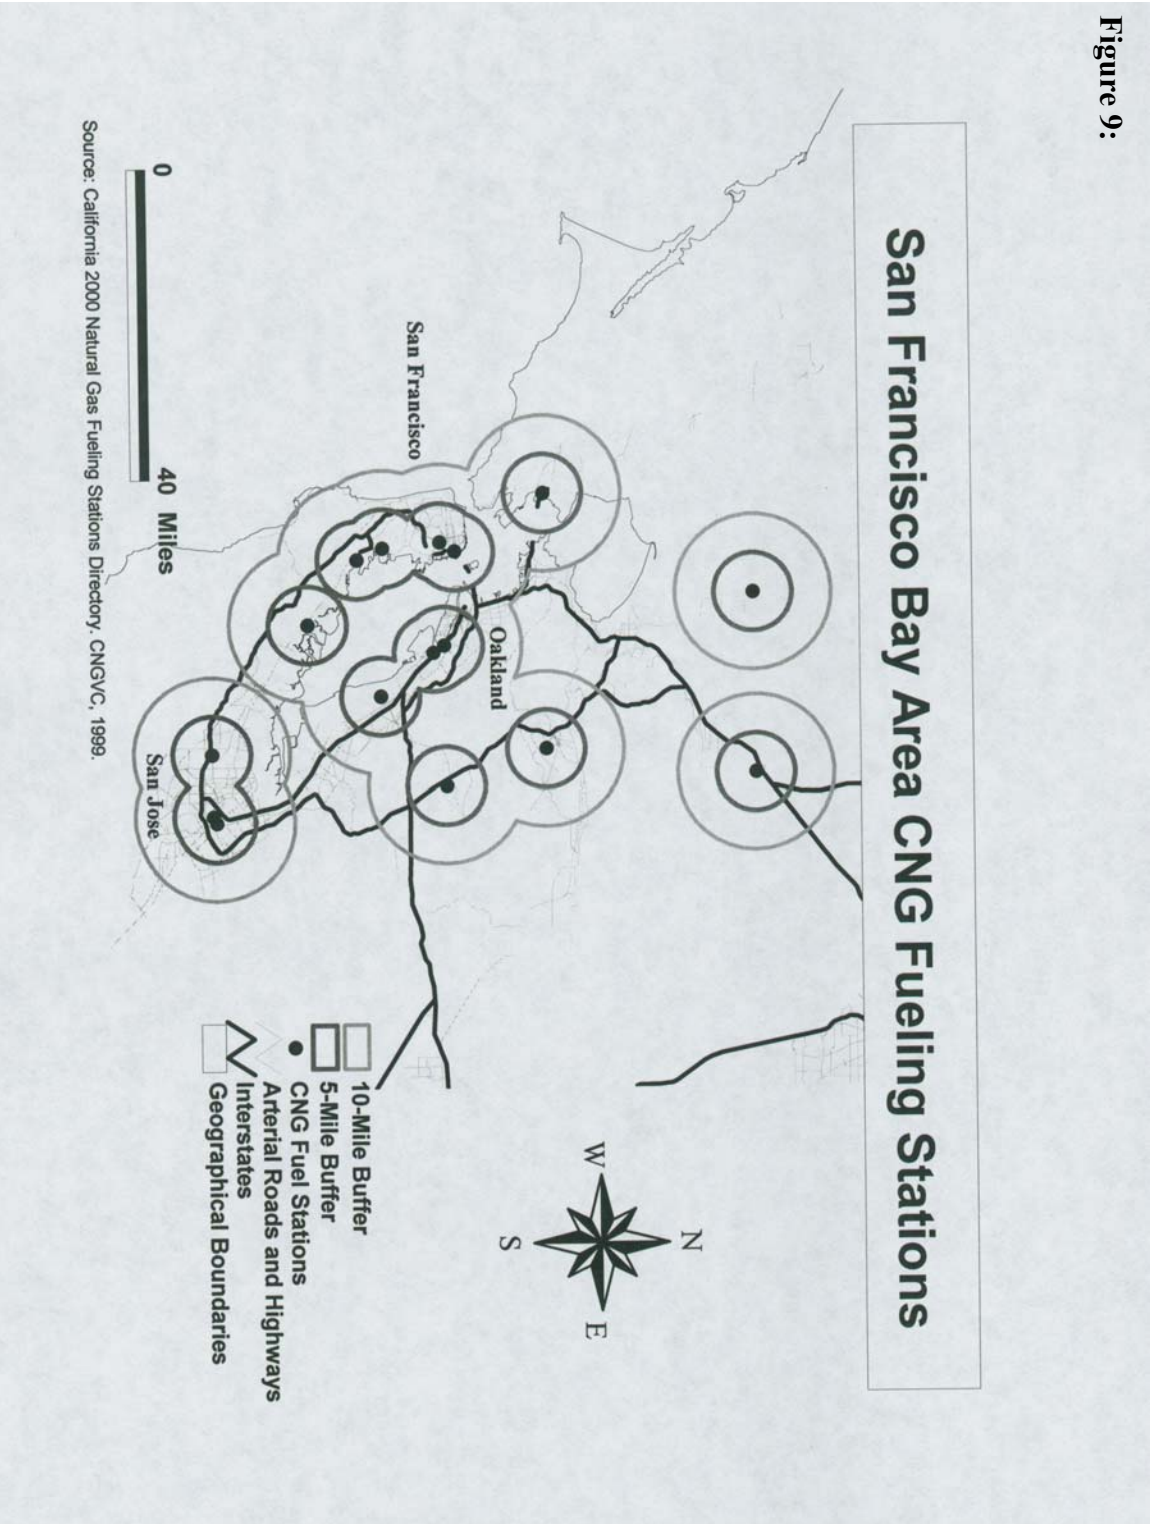 Figure 9:
San Francisco Bay Area CNG Fueling Stations
N
W
E
S
San Francisco
Oakland
San Jose
10-Mile Buffer
5-Mile Buffer
CNG Fuel Stations
Arterial Roads and Highways
Interstates
Geographical Boundaries
0 40 Miles
Source: California 2000 Natural Gas Fueling Stations Directory. CNGVC, 1999.